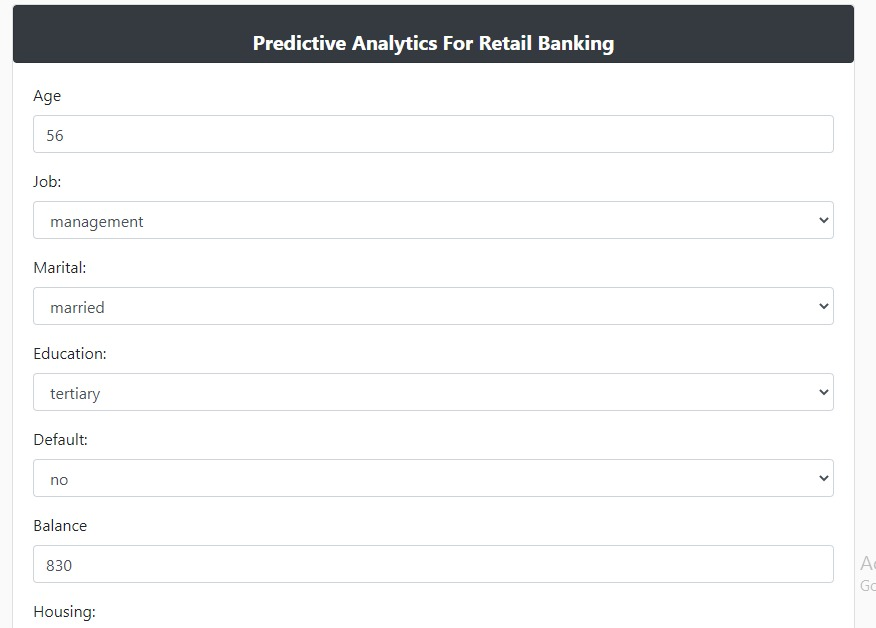 Predictive Analytics For Retail Banking
Age
56
Job:
management
Marital:
married
Education:
tertiary
Default:
no
Balance
830
Housing: